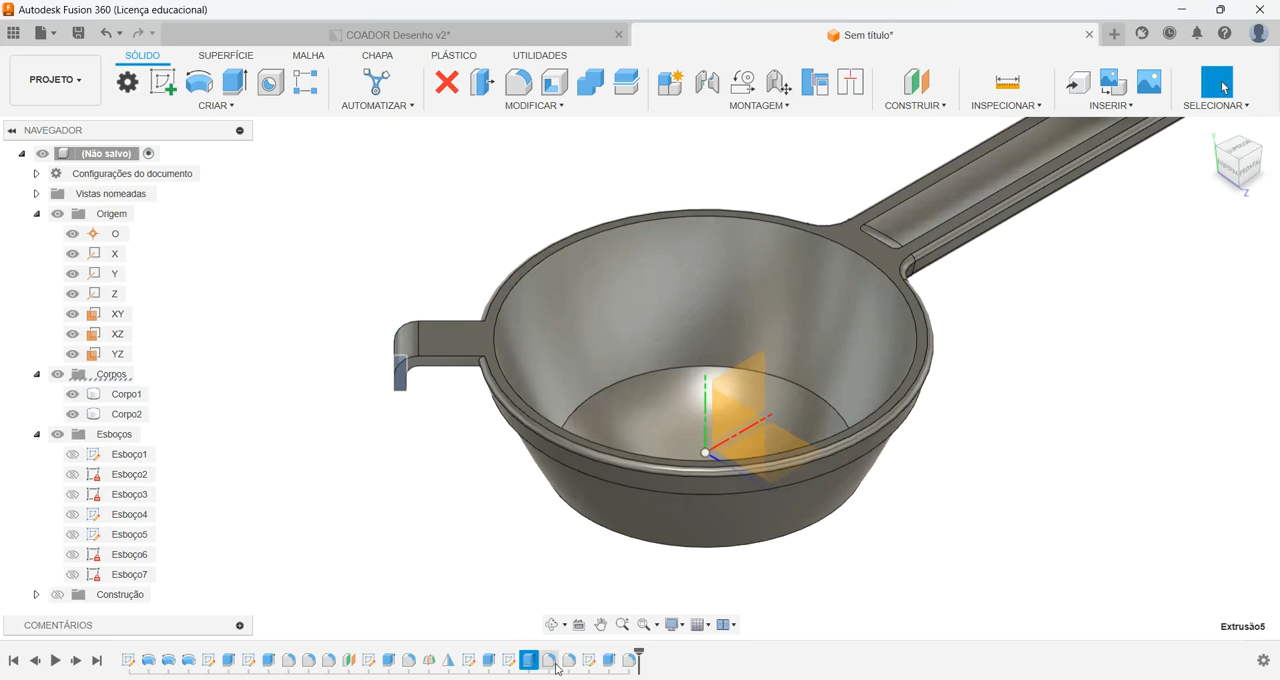 Autodesk Fusion 360 (Licença educacional)
COADOR Desenho v2*
Sem título*
SÓLIDO SUPERFÍCIE MALHA CHAPA PLÁSTICO UTILIDADES
PROJETO
CRIAR AUTOMATIZAR MODIFICAR MONTAGEM CONSTRUIR INSPECIONAR INSERIR SELECIONAR
NAVEGADOR
(Não salvo)
Configurações do documento
Vistas nomeadas
Origem
O
X
Y
Z
XY
XZ
YZ
Corpos
Corpo1
Corpo2
Esboços
Esboço1
Esboço2
Esboço3
Esboço4
Esboço5
Esboço6
Esboço7
Construção
COMENTÁRIOS
Y
Z
SUPERIOR
Extrusão5